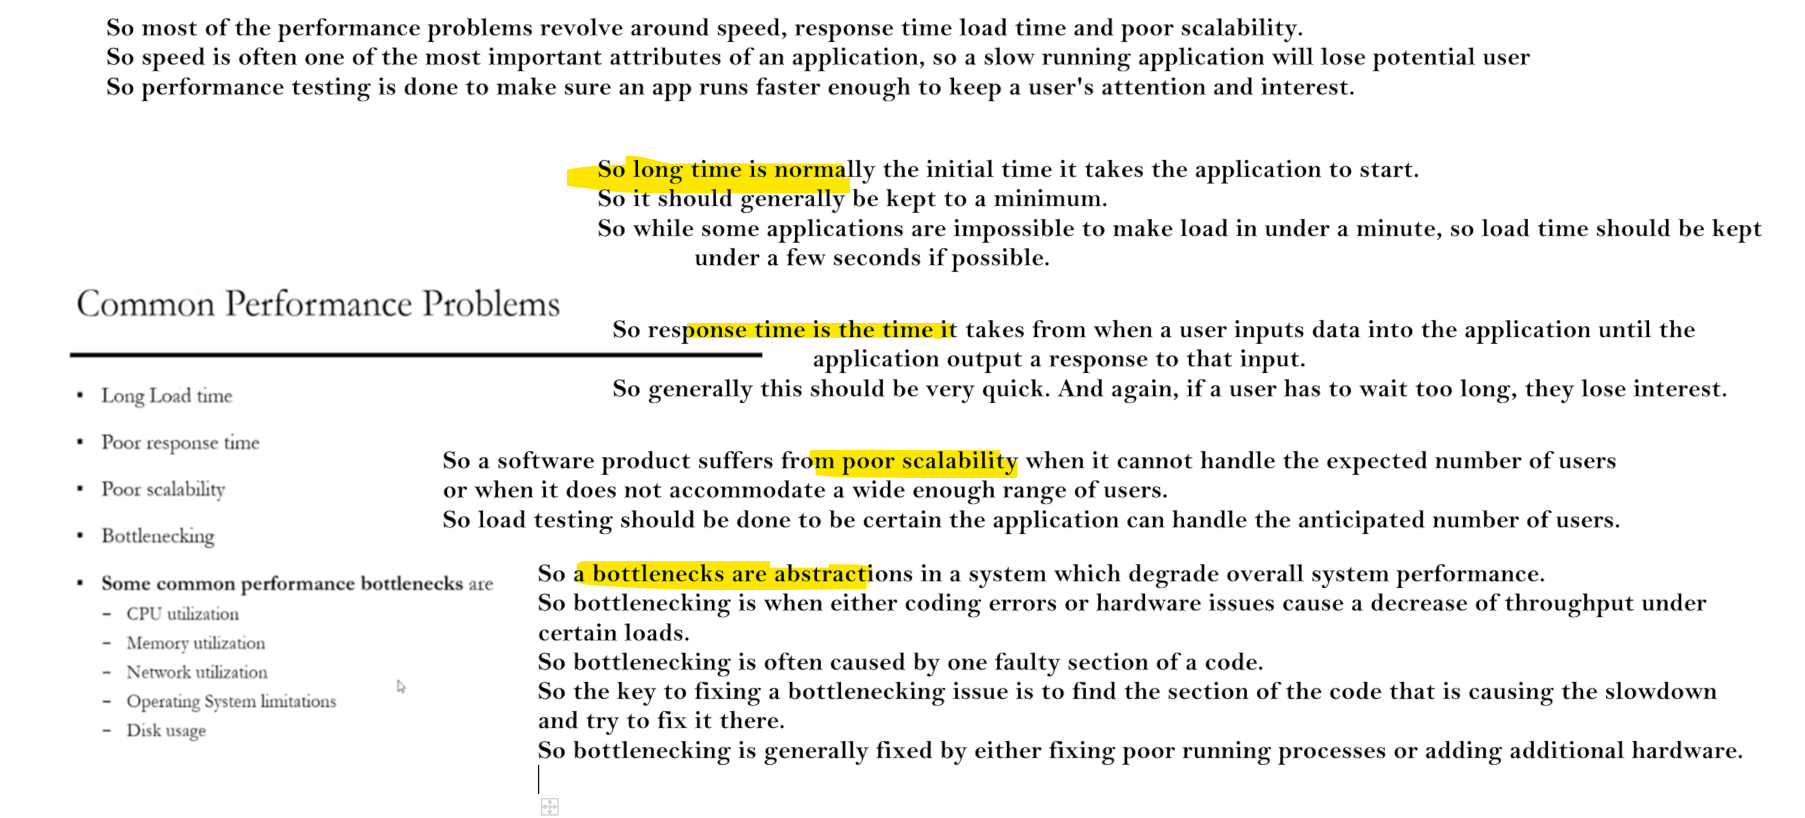 So most of the performance problems revolve around speed, response time load time and poor scalability.
So speed is often one of the most important attributes of an application, so a slow running application will lose potential user
So performance testing is done to make sure an app runs faster enough to keep a user's attention and interest.
So long time is normally the initial time it takes the application to start.
So it should generally be kept to a minimum.
So while some applications are impossible to make load in under a minute, so load time should be kept
under a few seconds if possible.
Common Performance Problems
So response time is the time it takes from when a user inputs data into the application until the
application output a response to that input.
So generally this should be very quick. And again, if a user has to wait too long, they lose interest.
▪ Long Load time
▪ Poor response time
▪ Poor scalability
▪ Bottlenecking
▪ Some common performance bottlenecks are
– CPU utilization
– Memory utilization
– Network utilization
– Operating System limitations
– Disk usage
So a software product suffers from poor scalability when it cannot handle the expected number of users
or when it does not accommodate a wide enough range of users.
So load testing should be done to be certain the application can handle the anticipated number of users.
So a bottlenecks are abstractions in a system which degrade overall system performance.
So bottlenecking is when either coding errors or hardware issues cause a decrease of throughput under
certain loads.
So bottlenecking is often caused by one faulty section of a code.
So the key to fixing a bottlenecking issue is to find the section of the code that is causing the slowdown
and try to fix it there.
So bottlenecking is generally fixed by either fixing poor running processes or adding additional hardware.